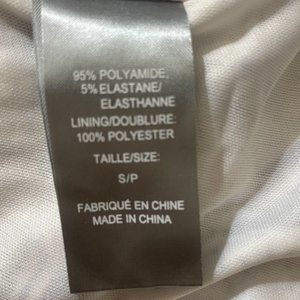 95% POLYAMIDE,
5% ELASTANE/
ELASTHANNE
LINING/DOUBLURE:
100% POLYESTER
TAILLE/SIZE:
S/P
FABRIQUÉ EN CHINE
MADE IN CHINA